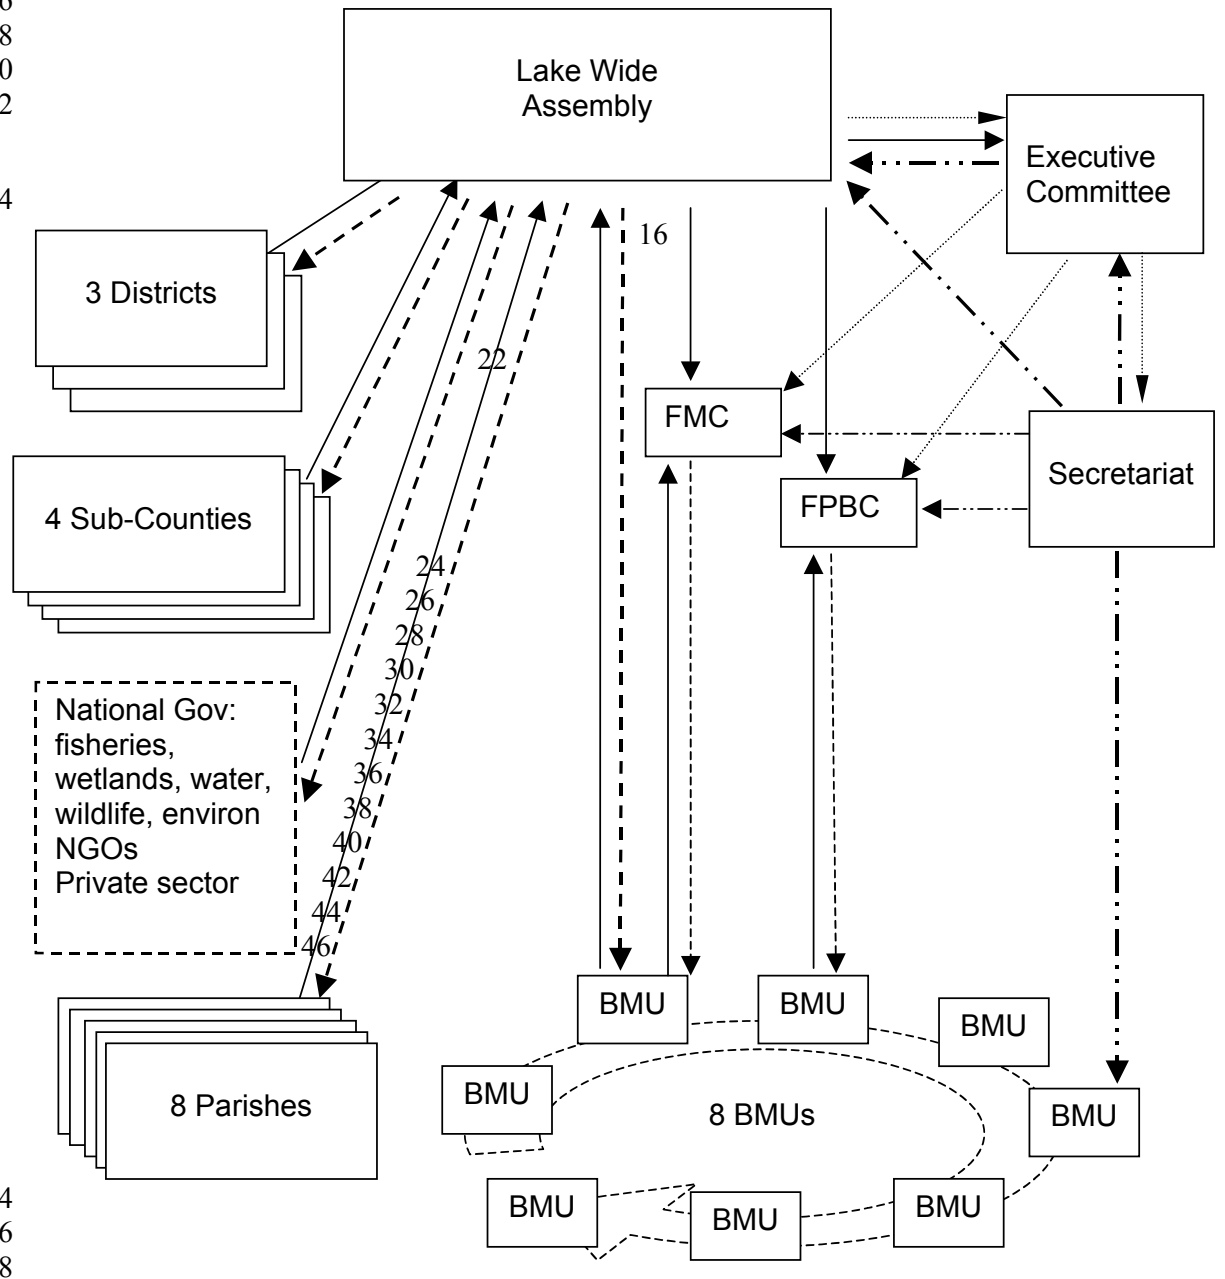 6
8
0
2
4
Lake Wide
Assembly
Executive
Committee
16
3 Districts
22
FMC
Secretariat
FPBC
4 Sub-Counties
24
26
28
30
32
34
36
38
40
42
44
46
National Gov:
fisheries,
wetlands, water,
wildlife, environ
NGOs
Private sector
BMU
BMU
BMU
BMU
8 BMUs
BMU
8 Parishes
BMU
BMU
BMU
4
6
8